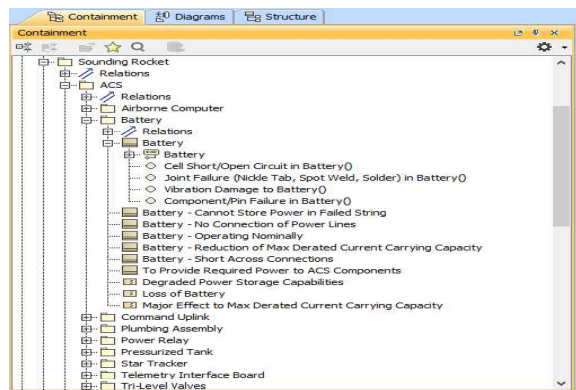 Containment Diagrams Structure
Containment
Sounding Rocket
Relations
ACS
Relations
Airborne Computer
Battery
Relations
Battery
Battery
Cell Short/Open Circuit in Battery()
Joint Failure (Nickle Tab, Spot Weld, Solder) in Battery()
Vibration Damage to Battery()
Component/Pin Failure in Battery()
Battery - Cannot Store Power in Failed String
Battery - No Connection of Power Lines
Battery - Operating Nominally
Battery - Reduction of Max Derated Current Carrying Capacity
Battery - Short Across Connections
To Provide Required Power to ACS Components
Degraded Power Storage Capabilities
Loss of Battery
Major Effect to Max Derated Current Carrying Capacity
Command Uplink
Plumbing Assembly
Power Relay
Pressurized Tank
Star Tracker
Telemetry Interface Board
Tri-Level Valves